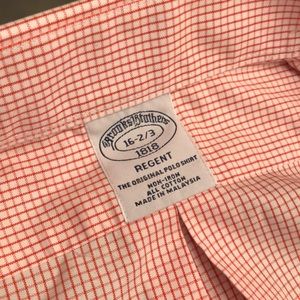 Brooks Brothers
16-2/3
1818
REGENT
THE ORIGINAL POLO SHIRT
NON-IRON
ALL COTTON
MADE IN MALAYSIA